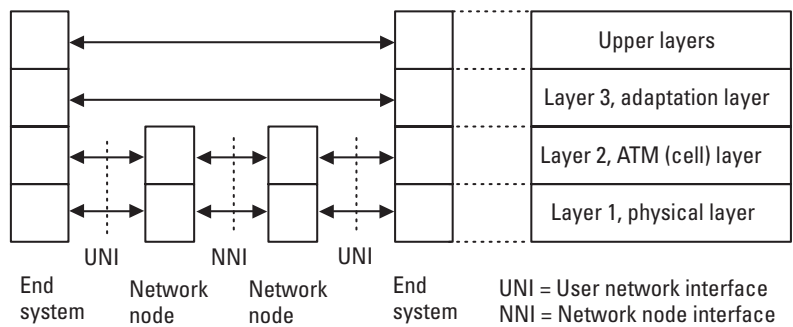 Upper layers
Layer 3, adaptation layer
Layer 2, ATM (cell) layer
Layer 1, physical layer
UNI NNI UNI
End system
Network node
Network node
End system
UNI = User network interface
NNI = Network node interface